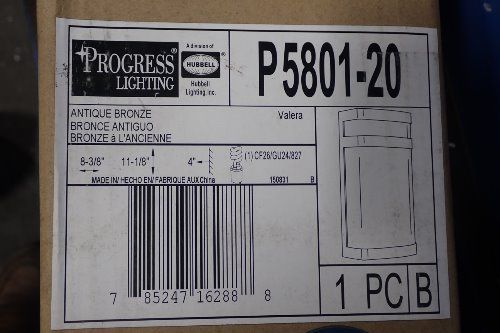 PROGRESS®
LIGHTING
A division of
HUBBELL®
Hubbell
Lighting Inc.
P5801-20
ANTIQUE BRONZE
Valera
BRONCE ANTIGUO
BRONZE à L'ANCIENNE
8-3/8" 11-1/8" 4" (1)CF26/GU24/827
MADE IN/ HECHO EN/ FABRIQUE AUX China 150831 B
7 85247 16288 8
1 PC B